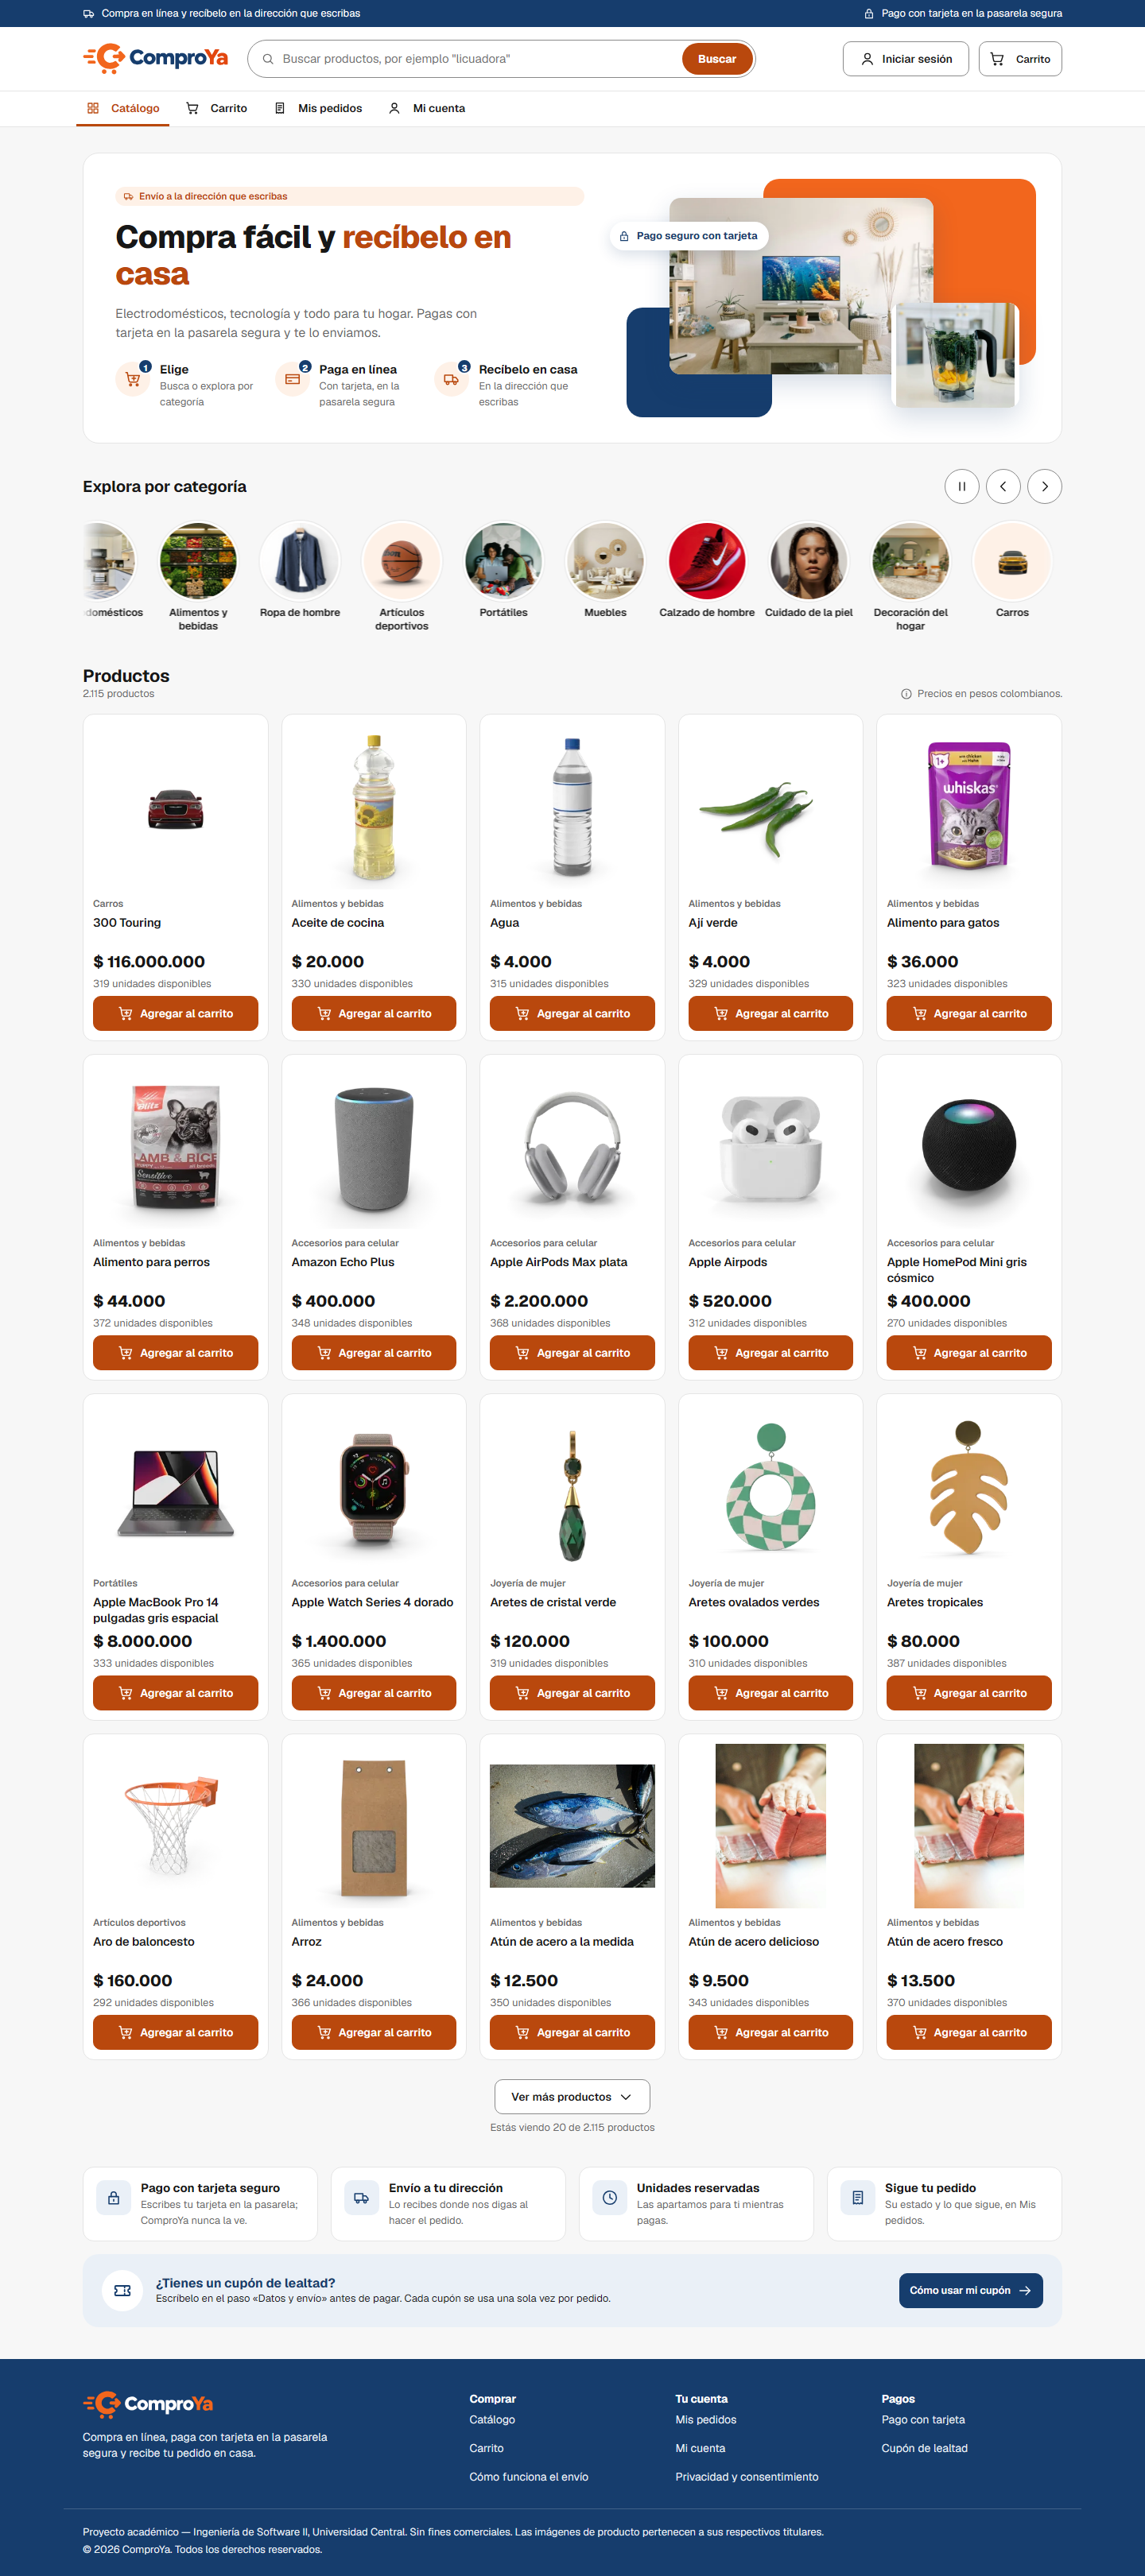 Compra en línea y recíbelo en la dirección que escribas
Pago con tarjeta en la pasarela segura
ComproYa
Buscar productos, por ejemplo "licuadora"
Buscar
Iniciar sesión
Carrito
Catálogo
Carrito
Mis pedidos
Mi cuenta
Envío a la dirección que escribas
Compra fácil y recíbelo en
casa
Electrodomésticos, tecnología y todo para tu hogar. Pagas con
tarjeta en la pasarela segura y te lo enviamos.
1
Elige
Busca o explora por
categoría
2
Paga en línea
Con tarjeta, en la
pasarela segura
3
Recíbelo en casa
En la dirección que
escribas
Pago seguro con tarjeta
Explora por categoría
domésticos
Alimentos y
bebidas
Ropa de hombre
Artículos
deportivos
Portátiles
Muebles
Calzado de hombre
Cuidado de la piel
Decoración del
hogar
Carros
Productos
2.115 productos
Precios en pesos colombianos.
Carros
300 Touring
$ 116.000.000
319 unidades disponibles
Agregar al carrito
Alimentos y bebidas
Aceite de cocina
$ 20.000
330 unidades disponibles
Agregar al carrito
Alimentos y bebidas
Agua
$ 4.000
315 unidades disponibles
Agregar al carrito
Alimentos y bebidas
Ají verde
$ 4.000
329 unidades disponibles
Agregar al carrito
1+
whiskas
Alimentos y bebidas
Alimento para gatos
$ 36.000
323 unidades disponibles
Agregar al carrito
Blitz
LAMB & RICE
Sensitive
Alimentos y bebidas
Alimento para perros
$ 44.000
372 unidades disponibles
Agregar al carrito
Accesorios para celular
Amazon Echo Plus
$ 400.000
348 unidades disponibles
Agregar al carrito
Accesorios para celular
Apple AirPods Max plata
$ 2.200.000
368 unidades disponibles
Agregar al carrito
Accesorios para celular
Apple Airpods
$ 520.000
312 unidades disponibles
Agregar al carrito
Accesorios para celular
Apple HomePod Mini gris
cósmico
$ 400.000
270 unidades disponibles
Agregar al carrito
Portátiles
Apple MacBook Pro 14
pulgadas gris espacial
$ 8.000.000
333 unidades disponibles
Agregar al carrito
Accesorios para celular
Apple Watch Series 4 dorado
$ 1.400.000
365 unidades disponibles
Agregar al carrito
Joyería de mujer
Aretes de cristal verde
$ 120.000
319 unidades disponibles
Agregar al carrito
Joyería de mujer
Aretes ovalados verdes
$ 100.000
310 unidades disponibles
Agregar al carrito
Joyería de mujer
Aretes tropicales
$ 80.000
387 unidades disponibles
Agregar al carrito
Artículos deportivos
Aro de baloncesto
$ 160.000
292 unidades disponibles
Agregar al carrito
Alimentos y bebidas
Arroz
$ 24.000
366 unidades disponibles
Agregar al carrito
Alimentos y bebidas
Atún de acero a la medida
$ 12.500
350 unidades disponibles
Agregar al carrito
Alimentos y bebidas
Atún de acero delicioso
$ 9.500
343 unidades disponibles
Agregar al carrito
Alimentos y bebidas
Atún de acero fresco
$ 13.500
370 unidades disponibles
Agregar al carrito
Ver más productos
Estás viendo 20 de 2.115 productos
Pago con tarjeta seguro
Escribes tu tarjeta en la pasarela;
ComproYa nunca la ve.
Envío a tu dirección
Lo recibes donde nos digas al
hacer el pedido.
Unidades reservadas
Las apartamos para ti mientras
pagas.
Sigue tu pedido
Su estado y lo que sigue, en Mis
pedidos.
¿Tienes un cupón de lealtad?
Escríbelo en el paso «Datos y envío» antes de pagar. Cada cupón se usa una sola vez por pedido.
Cómo usar mi cupón
ComproYa
Compra en línea, paga con tarjeta en la pasarela
segura y recibe tu pedido en casa.
Comprar
Catálogo
Carrito
Cómo funciona el envío
Tu cuenta
Mis pedidos
Mi cuenta
Privacidad y consentimiento
Pagos
Pago con tarjeta
Cupón de lealtad
Proyecto académico — Ingeniería de Software II, Universidad Central. Sin fines comerciales. Las imágenes de producto pertenecen a sus respectivos titulares.
© 2026 ComproYa. Todos los derechos reservados.